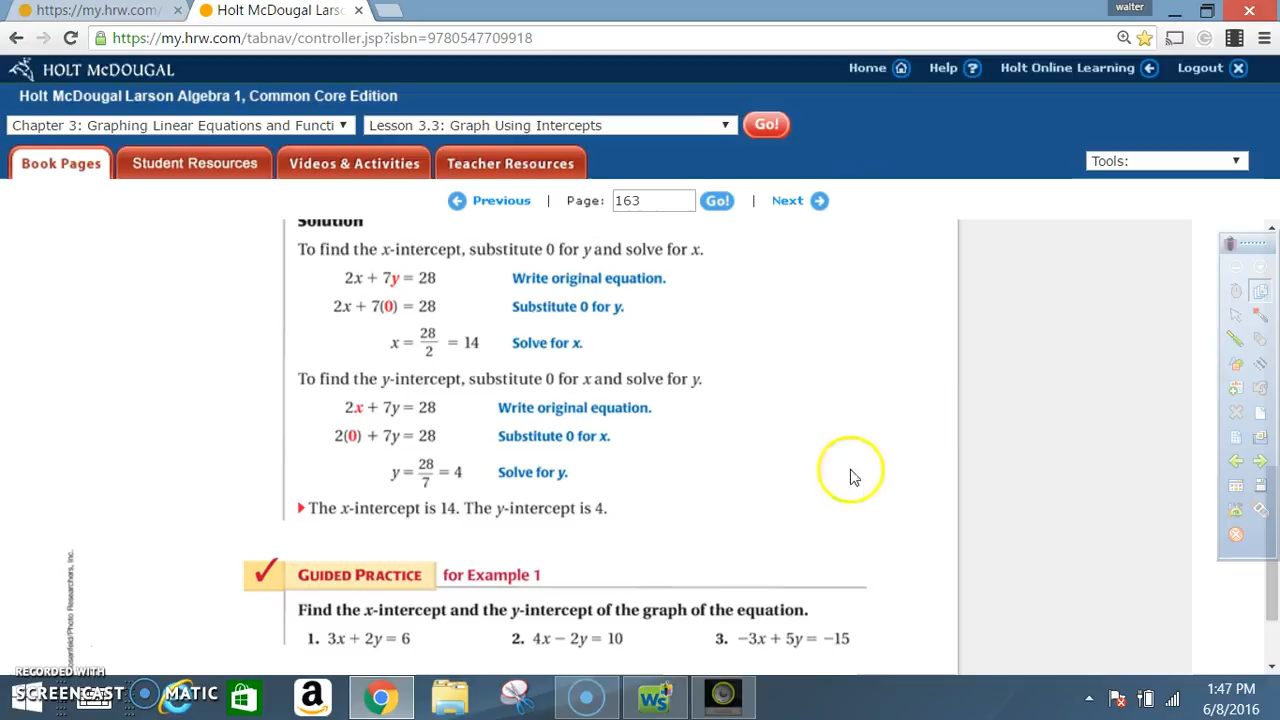 https://my.hrw.com/tabnav/ × Holt McDougal Larson Alg × walter
https://my.hrw.com/tabnav/controller.jsp?isbn=9780547709918
HOLT MCDOUGAL Home Help ? Holt Online Learning Logout
Holt McDougal Larson Algebra 1, Common Core Edition
Chapter 3: Graphing Linear Equations and Functi Lesson 3.3: Graph Using Intercepts Go!
Book Pages Student Resources Videos & Activities Teacher Resources Tools:
Previous | Page: 163 Go! | Next
Solution
To find the x-intercept, substitute 0 for y and solve for x.
2x + 7y = 28 Write original equation.
2x + 7(0) = 28 Substitute 0 for y.
x = 28/2 = 14 Solve for x.
To find the y-intercept, substitute 0 for x and solve for y.
2x + 7y = 28 Write original equation.
2(0) + 7y = 28 Substitute 0 for x.
y = 28/7 = 4 Solve for y.
The x-intercept is 14. The y-intercept is 4.
GUIDED PRACTICE for Example 1
Find the x-intercept and the y-intercept of the graph of the equation.
1. 3x + 2y = 6 2. 4x − 2y = 10 3. −3x + 5y = −15
/Photo Researchers, Inc.
RECORDED WITH
SCREENCAST MATIC
1:47 PM
6/8/2016